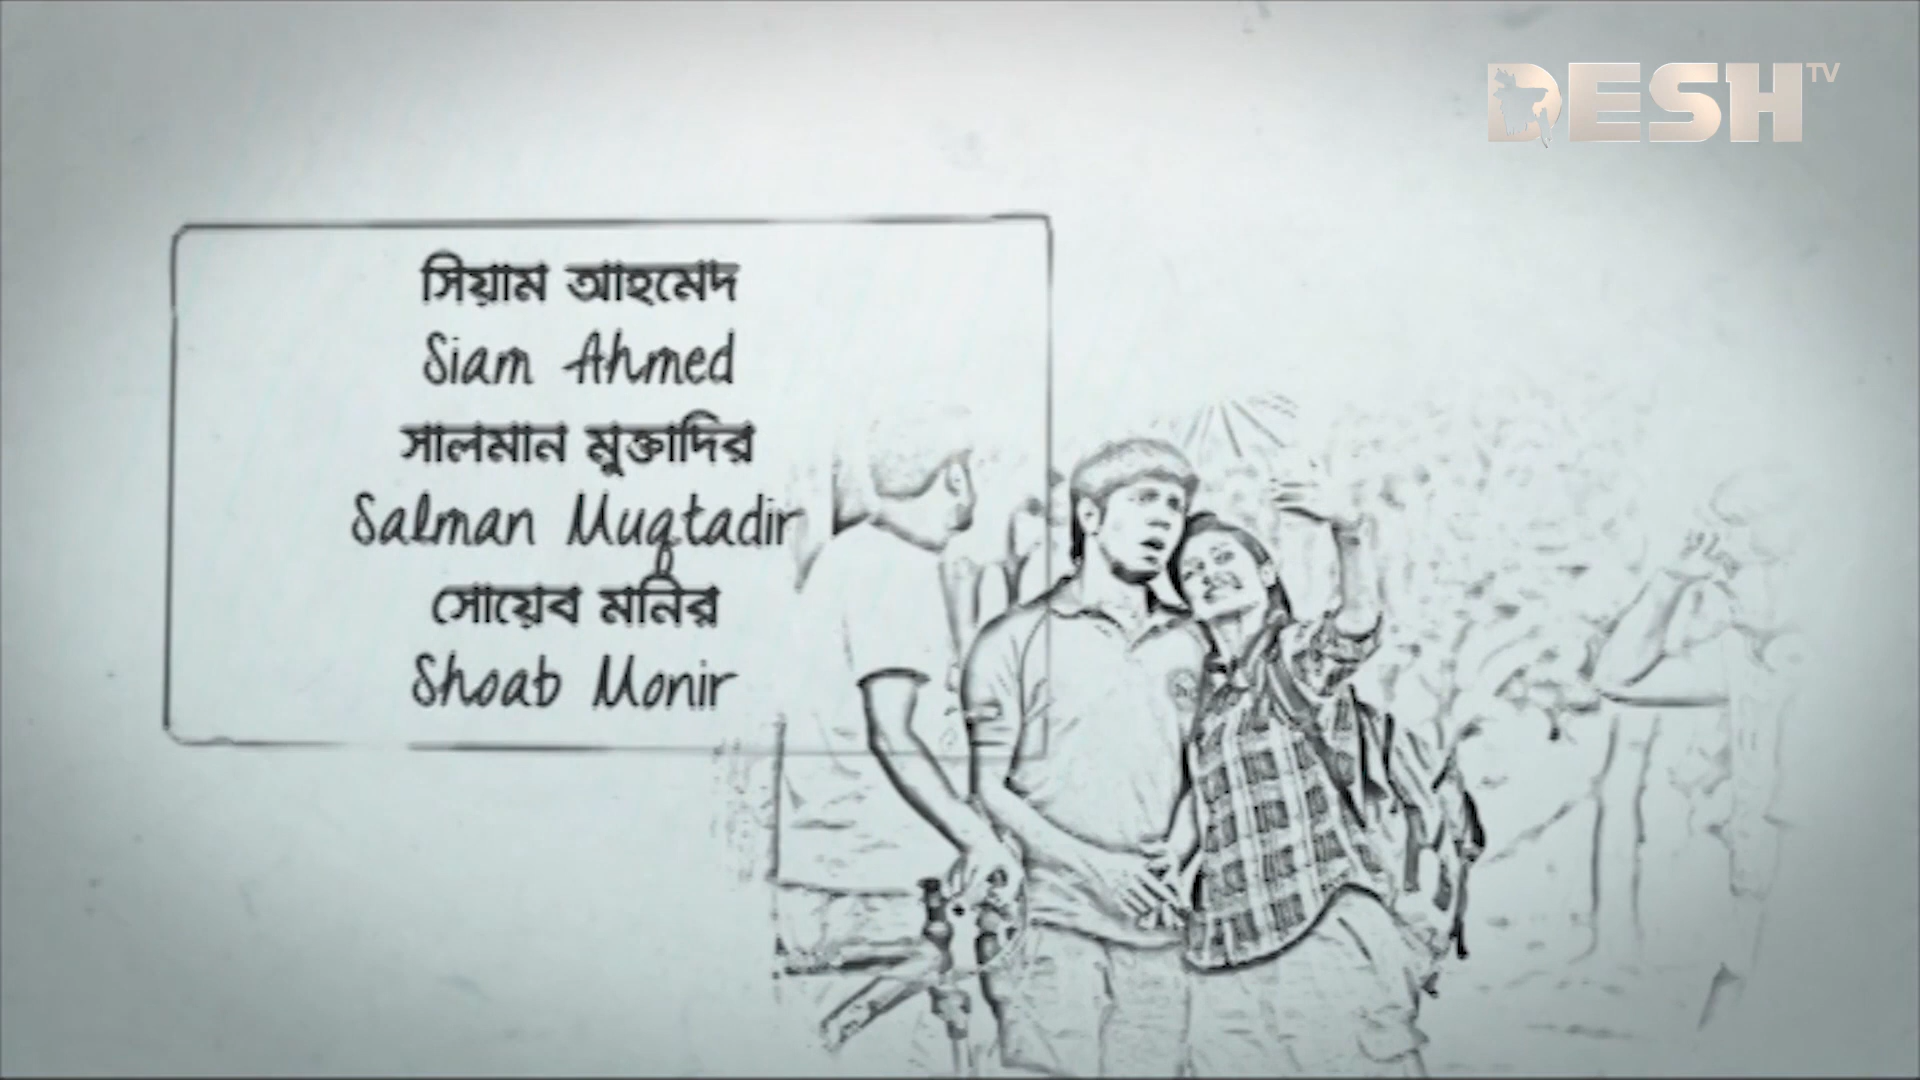 DESH TV
সিয়াম আহমেদ
Siam Ahmed
সালমান মুক্তাদির
Salman Muqtadir
সোয়েব মনির
Shoab Monir